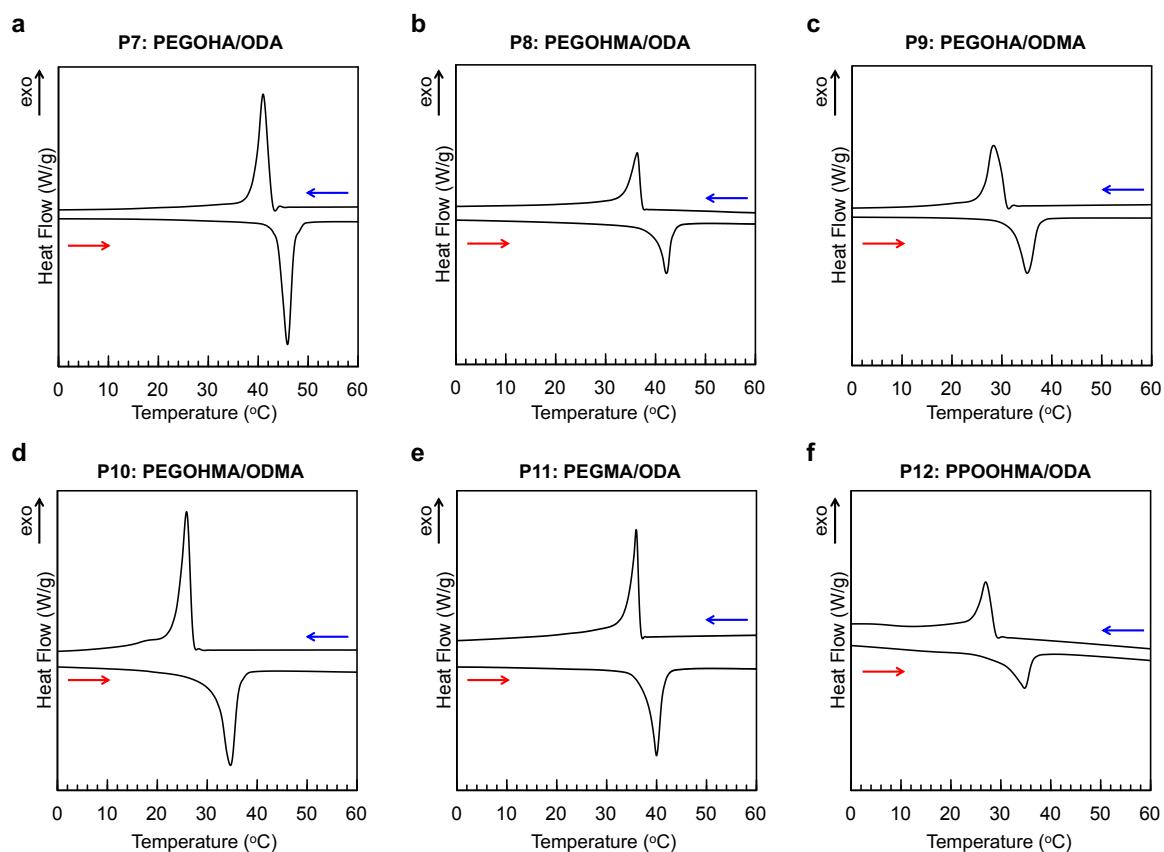 a
P7: PEGOHA/ODA
exo
Heat Flow (W/g)
0 10 20 30 40 50 60
Temperature (oC)
b
P8: PEGOHMA/ODA
exo
Heat Flow (W/g)
0 10 20 30 40 50 60
Temperature (oC)
c
P9: PEGOHA/ODMA
exo
Heat Flow (W/g)
0 10 20 30 40 50 60
Temperature (oC)
d
P10: PEGOHMA/ODMA
exo
Heat Flow (W/g)
0 10 20 30 40 50 60
Temperature (oC)
e
P11: PEGMA/ODA
exo
Heat Flow (W/g)
0 10 20 30 40 50 60
Temperature (oC)
f
P12: PPOOHMA/ODA
exo
Heat Flow (W/g)
0 10 20 30 40 50 60
Temperature (oC)